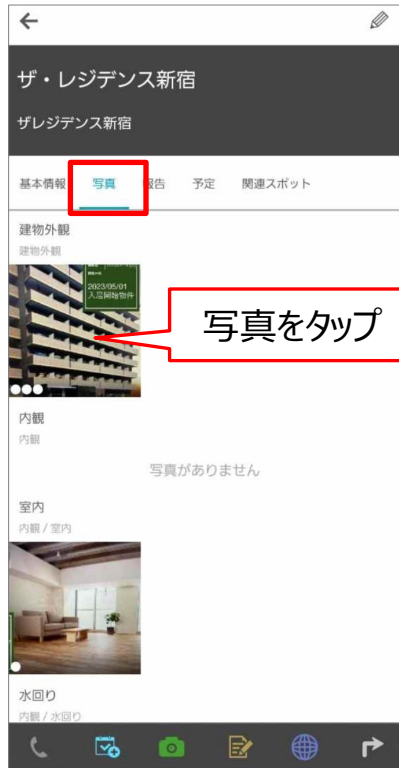 ザ・レジデンス新宿
ザレジデンス新宿
基本情報 写真 報告 予定 関連スポット
建物外観
建物外観
2023/05/01
入居開始物件
写真をタップ
内観
内観
写真がありません
室内
内観 / 室内
水回り
内観 / 水回り